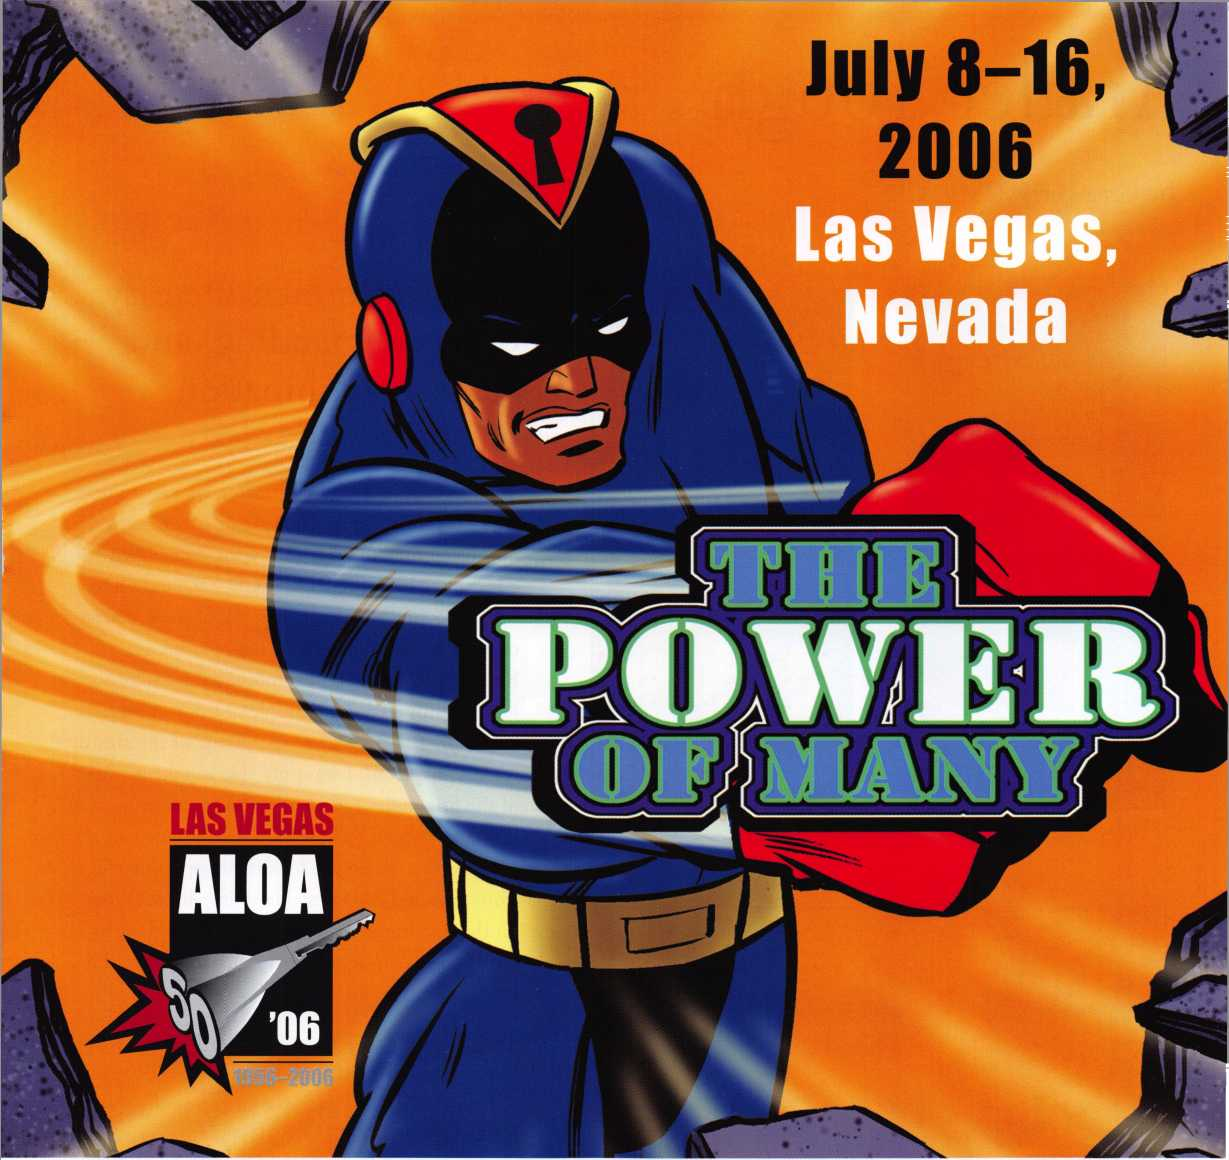 July 8–16,
2006
Las Vegas,
Nevada
THE
POWER
OF MANY
LAS VEGAS
ALOA
50
’06
1956–2006